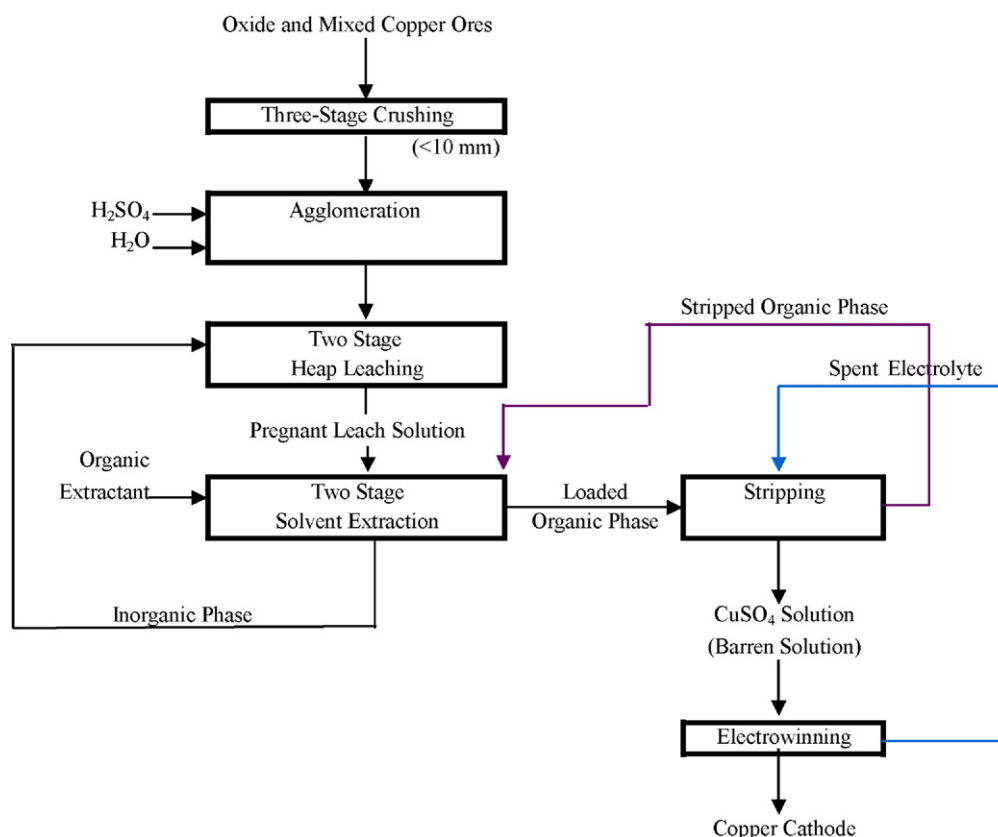 Oxide and Mixed Copper Ores
Three-Stage Crushing
(<10 mm)
Agglomeration
H₂SO₄
H₂O
Stripped Organic Phase
Two Stage
Heap Leaching
Spent Electrolyte
Pregnant Leach Solution
Organic
Extractant
Two Stage
Solvent Extraction
Loaded
Organic Phase
Stripping
Inorganic Phase
CuSO₄ Solution
(Barren Solution)
Electrowinning
Copper Cathode